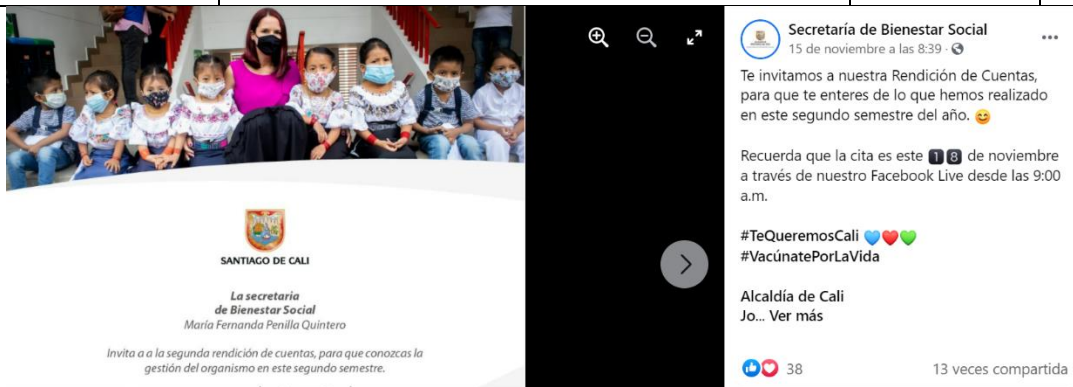 SANTIAGO DE CALI
La secretaria
de Bienestar Social
María Fernanda Penilla Quintero
Invita a a la segunda rendición de cuentas, para que conozcas la
gestión del organismo en este segundo semestre.
Secretaría de Bienestar Social
15 de noviembre a las 8:39 ·
Te invitamos a nuestra Rendición de Cuentas,
para que te enteres de lo que hemos realizado
en este segundo semestre del año. 😊
Recuerda que la cita es este 1 8 de noviembre
a través de nuestro Facebook Live desde las 9:00
a.m.
#TeQueremosCali 💙❤️💚
#VacúnatePorLaVida
Alcaldía de Cali
Jo... Ver más
38
13 veces compartida